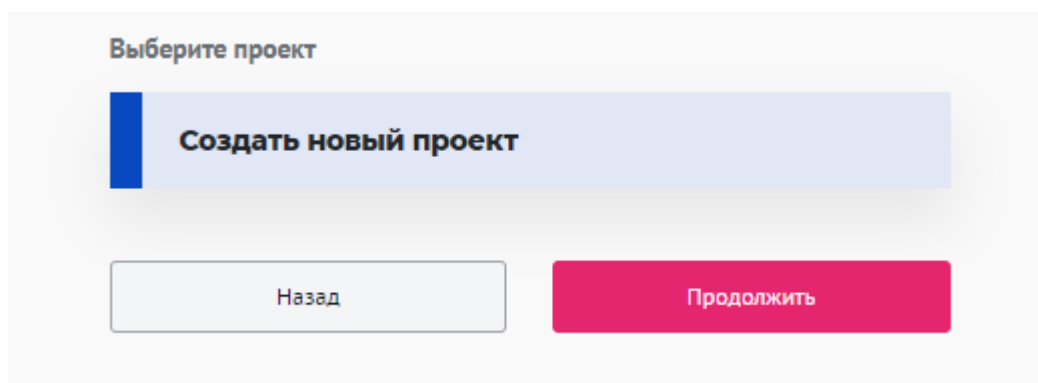 Выберите проект
Создать новый проект
Назад
Продолжить